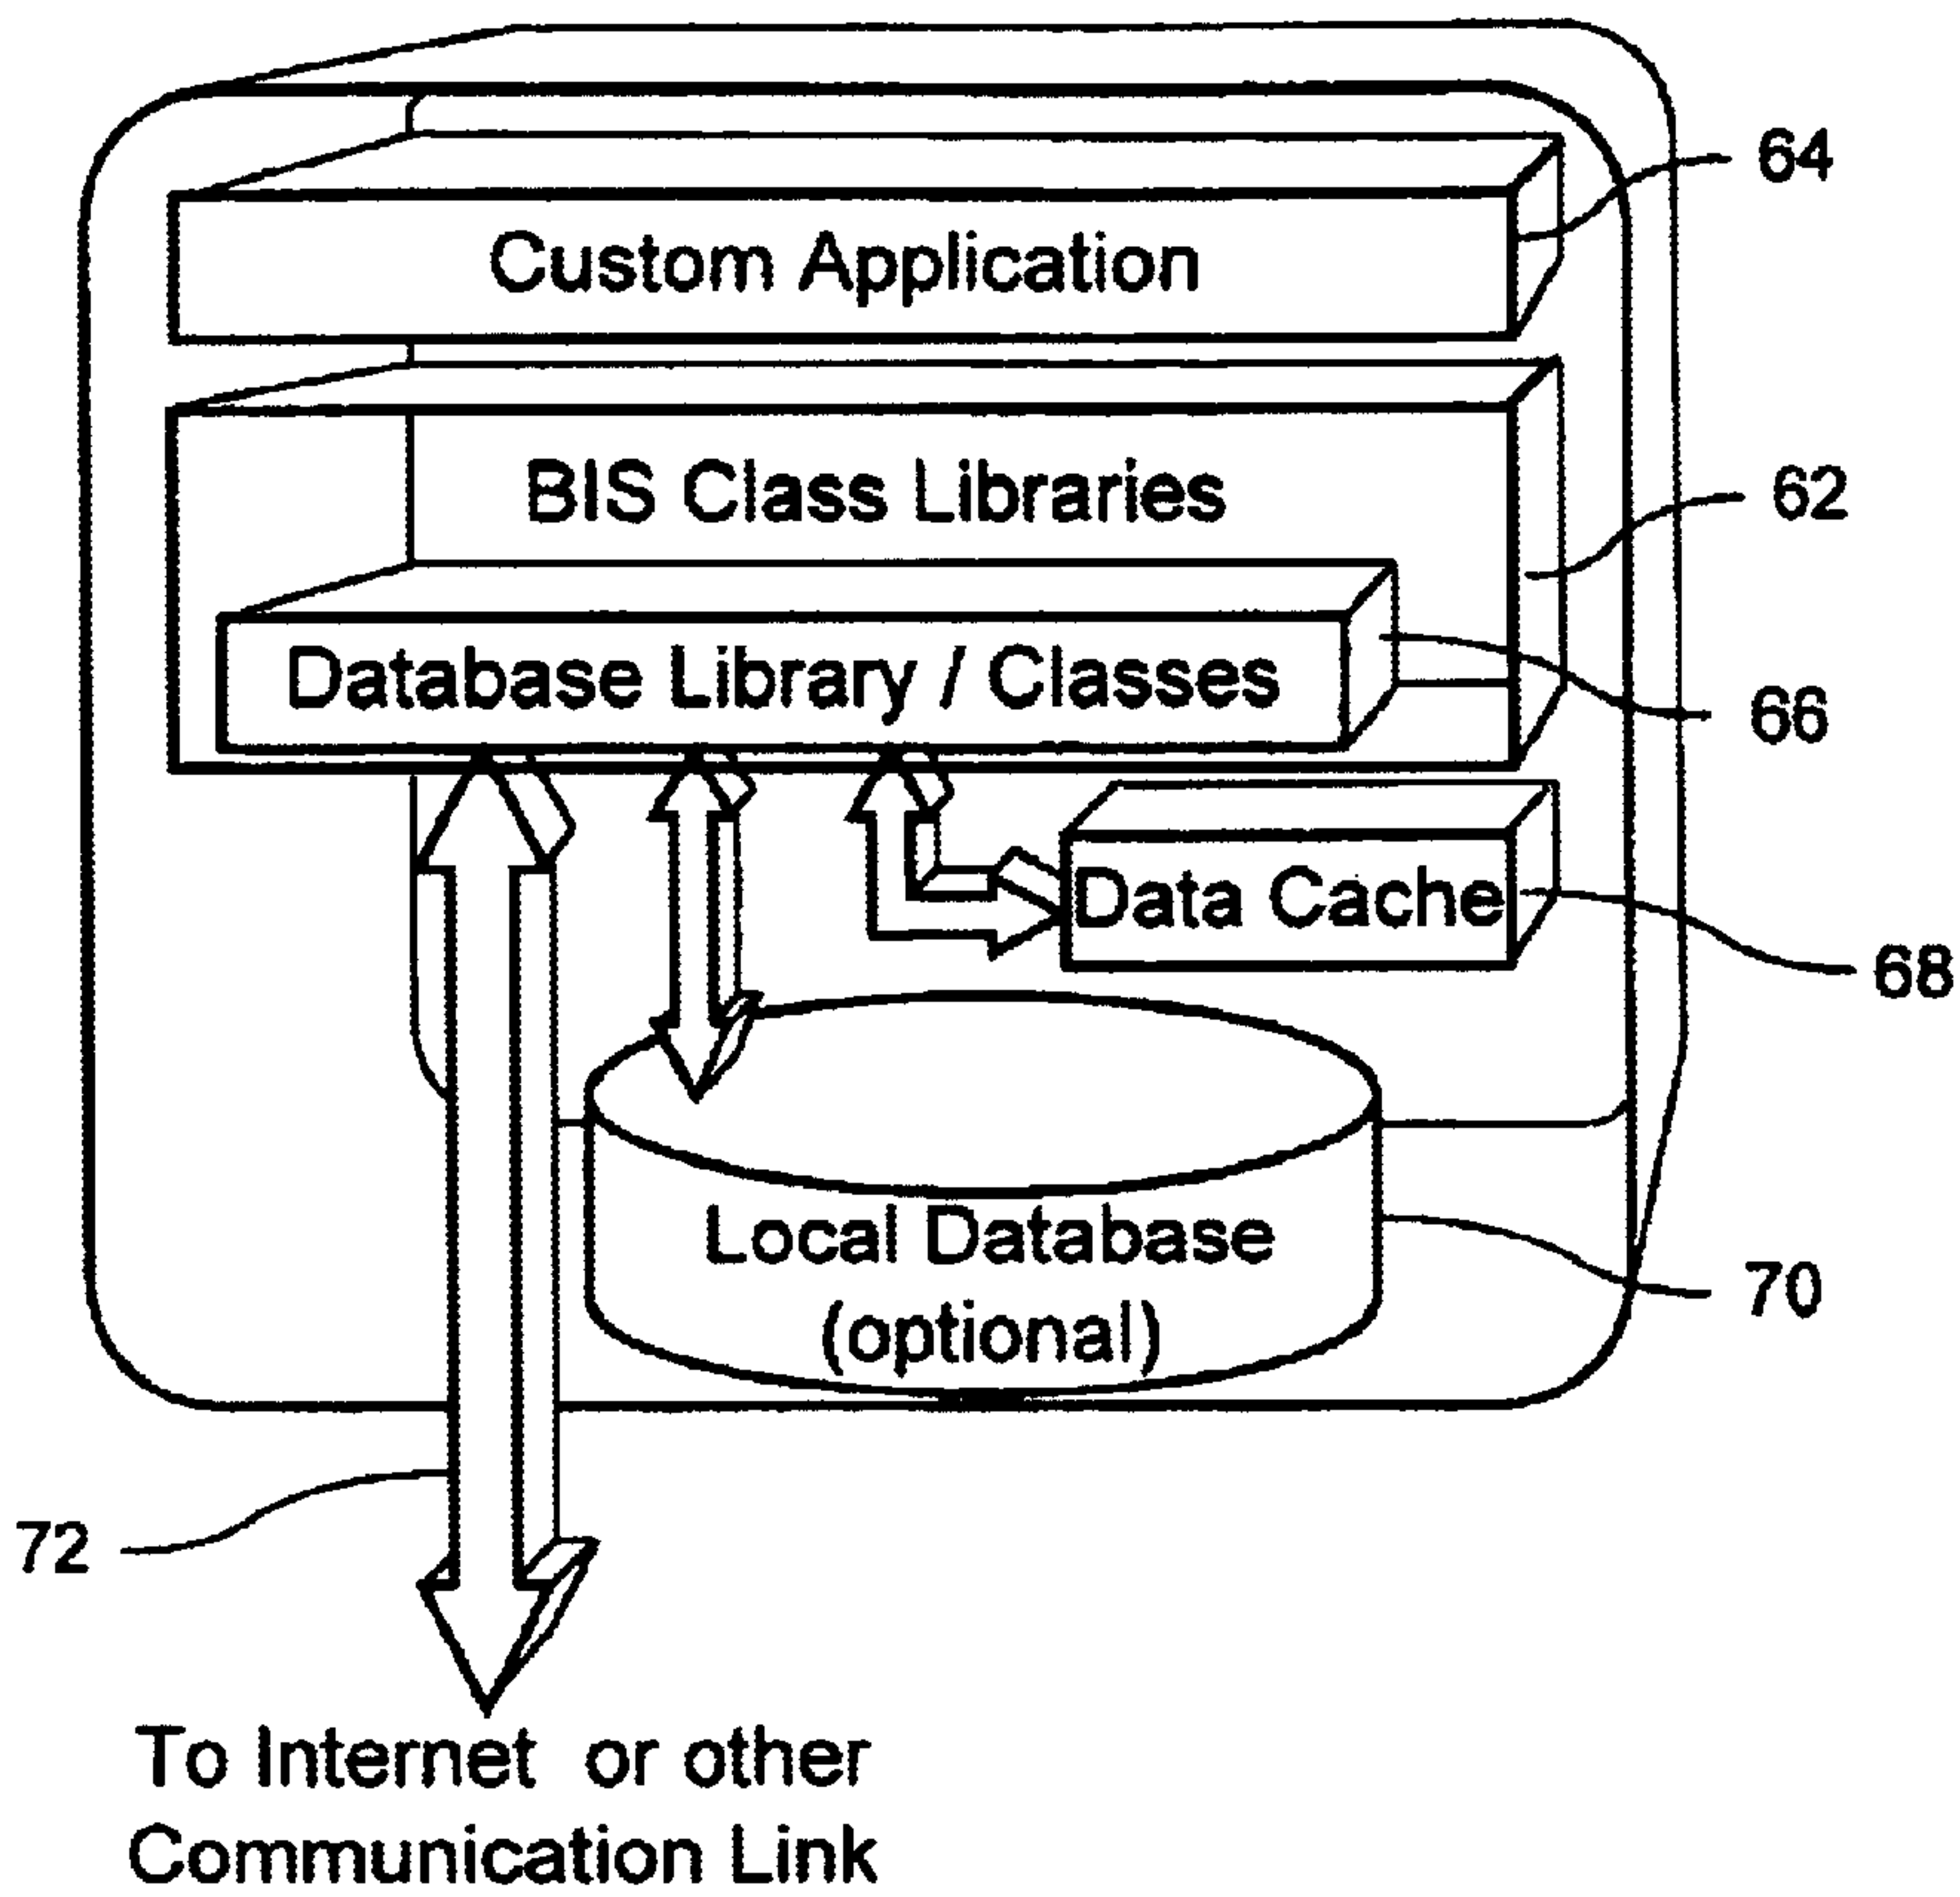 64
Custom Application
62
BIS Class Libraries
Database Library / Classes
66
Data Cache
68
Local Database
(optional)
70
72
To Internet or other
Communication Link